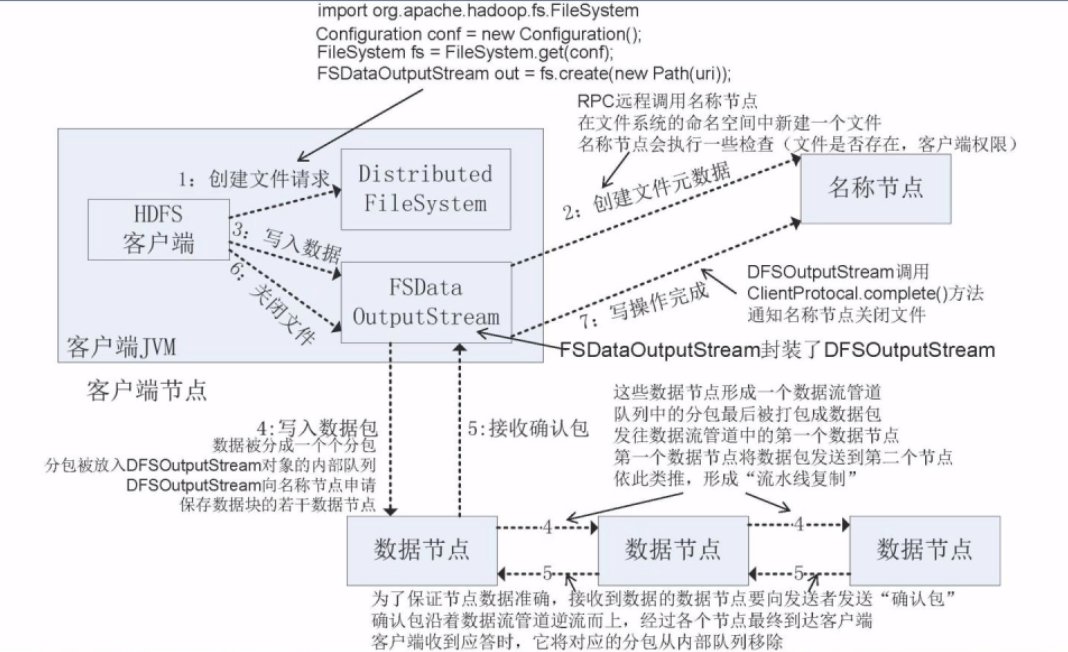 import org.apache.hadoop.fs.FileSystem
Configuration conf = new Configuration();
FileSystem fs = FileSystem.get(conf);
FSDataOutputStream out = fs.create(new Path(uri));
RPC远程调用名称节点
在文件系统的命名空间中新建一个文件
名称节点会执行一些检查（文件是否存在，客户端权限）
1：创建文件请求
Distributed
FileSystem
2：创建文件元数据
名称节点
HDFS
客户端
3：写入数据
6：关闭文件
FSData
OutputStream
7：写操作完成
DFSOutputStream调用
ClientProtocal.complete()方法
通知名称节点关闭文件
客户端JVM
FSDataOutputStream封装了DFSOutputStream
客户端节点
这些数据节点形成一个数据流管道
队列中的分包最后被打包成数据包
发往数据流管道中的第一个数据节点
第一个数据节点将数据包发送到第二个节点
依此类推，形成“流水线复制”
4:写入数据包
数据被分成一个个分包
分包被放入DFSOutputStream对象的内部队列
DFSOutputStream向名称节点申请
保存数据块的若干数据节点
5:接收确认包
数据节点
4
数据节点
4
数据节点
5
5
为了保证节点数据准确，接收到数据的数据节点要向发送者发送“确认包”
确认包沿着数据流管道逆流而上，经过各个节点最终到达客户端
客户端收到应答时，它将对应的分包从内部队列移除